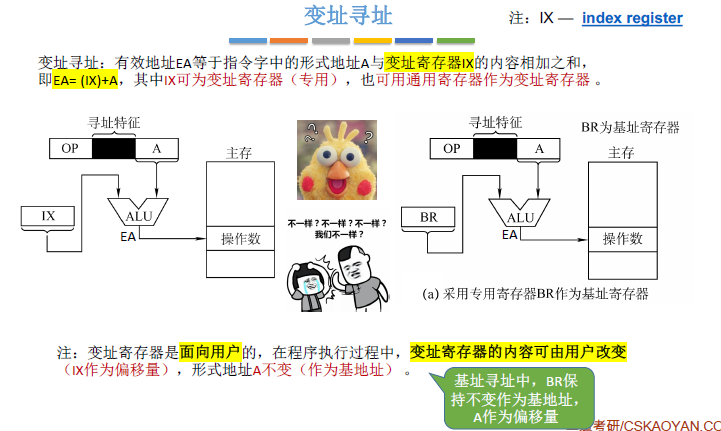 变址寻址
注：IX — index register
变址寻址：有效地址EA等于指令字中的形式地址A与变址寄存器IX的内容相加之和，
即EA= (IX)+A，其中IX可为变址寄存器（专用），也可用通用寄存器作为变址寄存器 。
寻址特征
OP
A
主存
IX
ALU
EA
操作数
?
?
?
不一样？不一样？不一样？
我们不一样？
寻址特征
BR为基址寄存器
OP
A
主存
BR
ALU
EA
操作数
(a) 采用专用寄存器BR作为基址寄存器
注：变址寄存器是面向用户的，在程序执行过程中，变址寄存器的内容可由用户改变
（IX作为偏移量），形式地址A不变（作为基地址） 。
基址寻址中，BR保
持不变作为基地址，
A作为偏移量
考研/CSKAOYAN.CO